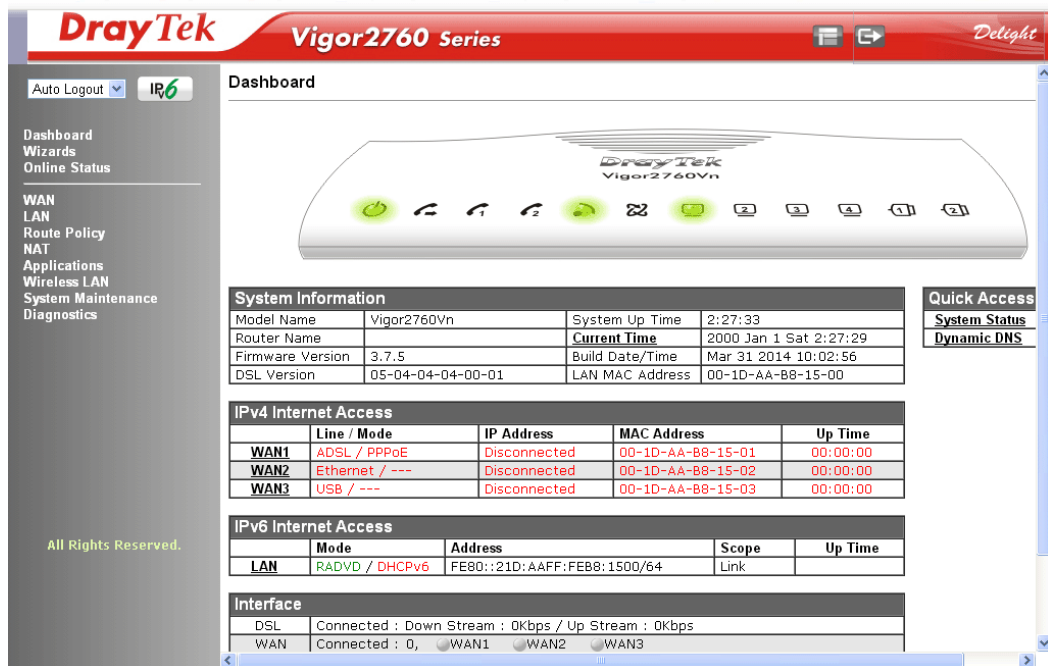 DrayTek Vigor2760 Series Delight
Auto Logout IPv6
Dashboard
Dashboard
Wizards
Online Status
WAN
LAN
Route Policy
NAT
Applications
Wireless LAN
System Maintenance
Diagnostics
All Rights Reserved.
DrayTek
Vigor2760Vn
1 2 2 3 4 1 2
System Information
Model Name Vigor2760Vn System Up Time 2:27:33
Router Name Current Time 2000 Jan 1 Sat 2:27:29
Firmware Version 3.7.5 Build Date/Time Mar 31 2014 10:02:56
DSL Version 05-04-04-04-00-01 LAN MAC Address 00-1D-AA-B8-15-00
Quick Access
System Status
Dynamic DNS
IPv4 Internet Access
Line / Mode IP Address MAC Address Up Time
WAN1 ADSL / PPPoE Disconnected 00-1D-AA-B8-15-01 00:00:00
WAN2 Ethernet / --- Disconnected 00-1D-AA-B8-15-02 00:00:00
WAN3 USB / --- Disconnected 00-1D-AA-B8-15-03 00:00:00
IPv6 Internet Access
Mode Address Scope Up Time
LAN RADVD / DHCPv6 FE80::21D:AAFF:FEB8:1500/64 Link
Interface
DSL Connected : Down Stream : 0Kbps / Up Stream : 0Kbps
WAN Connected : 0, WAN1 WAN2 WAN3